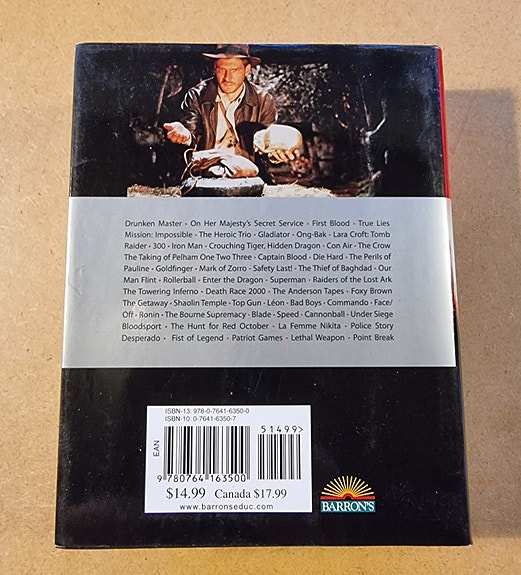 Drunken Master • On Her Majesty's Secret Service • First Blood • True Lies
Mission: Impossible • The Heroic Trio • Gladiator • Ong-Bak • Lara Croft: Tomb
Raider • 300 • Iron Man • Crouching Tiger, Hidden Dragon • Con Air • The Crow
The Taking of Pelham One Two Three • Captain Blood • Die Hard • The Perils of
Pauline • Goldfinger • Mark of Zorro • Safety Last! • The Thief of Baghdad • Our
Man Flint • Rollerball • Enter the Dragon • Superman • Raiders of the Lost Ark
The Towering Inferno • Death Race 2000 • The Anderson Tapes • Foxy Brown
The Getaway • Shaolin Temple • Top Gun • Léon • Bad Boys • Commando • Face/
Off • Ronin • The Bourne Supremacy • Blade • Speed • Cannonball • Under Siege
Bloodsport • The Hunt for Red October • La Femme Nikita • Police Story
Desperado • Fist of Legend • Patriot Games • Lethal Weapon • Point Break
ISBN-13: 978-0-7641-6350-0
ISBN-10: 0-7641-6350-7
51499>
EAN
9 780764 163500
$14.99 Canada $17.99
www.barronseduc.com
BARRON'S